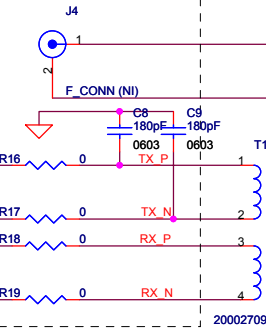 J4
1
2
F_CONN (NI)
C8 C9
180pF 180pF
0603 0603
T1
R16 0 TX_P 1
R17 0 TX_N 2
R18 0 RX_P 3
R19 0 RX_N 4
20002709